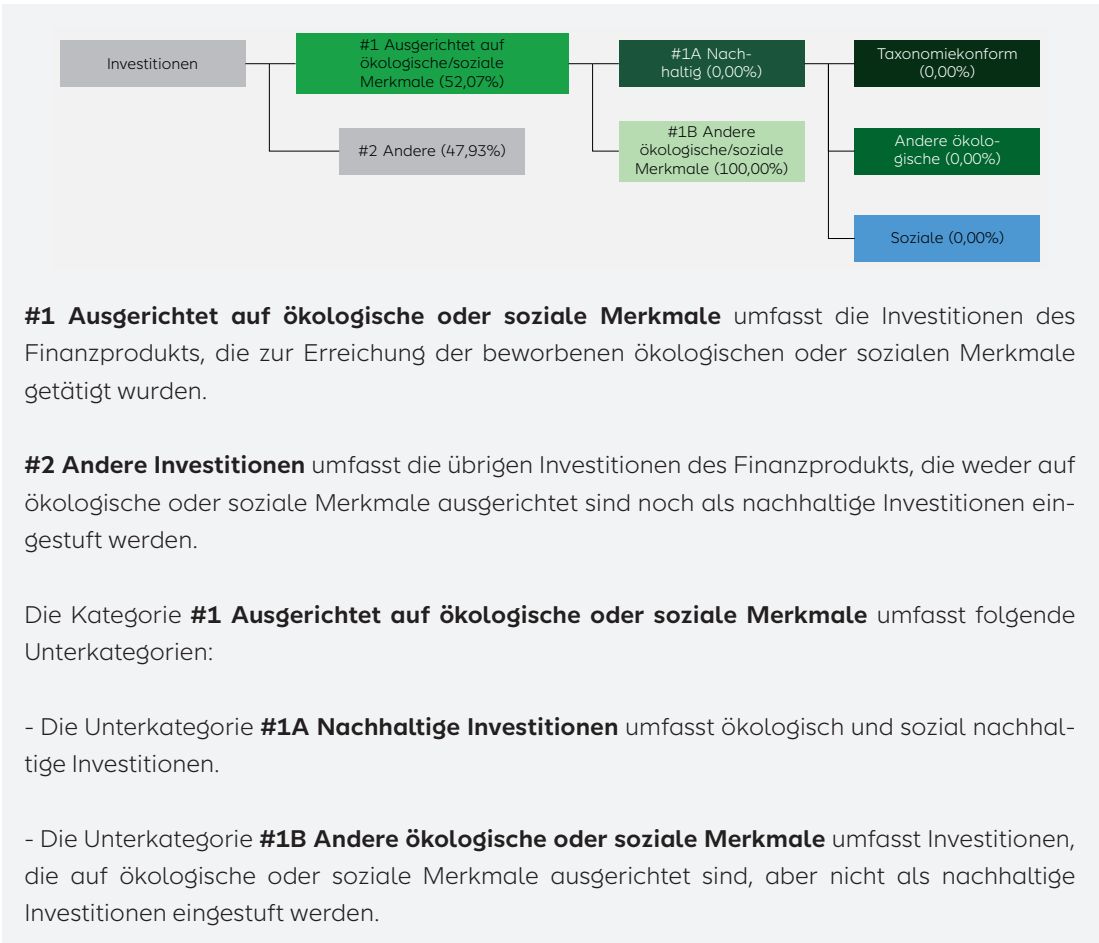 Investitionen
#1 Ausgerichtet auf
ökologische/soziale
Merkmale (52,07%)
#1A Nach-
haltig (0,00%)
Taxonomiekonform
(0,00%)
#2 Andere (47,93%)
#1B Andere
ökologische/soziale
Merkmale (100,00%)
Andere ökolo-
gische (0,00%)
Soziale (0,00%)
#1 Ausgerichtet auf ökologische oder soziale Merkmale umfasst die Investitionen des
Finanzprodukts, die zur Erreichung der beworbenen ökologischen oder sozialen Merkmale
getätigt wurden.
#2 Andere Investitionen umfasst die übrigen Investitionen des Finanzprodukts, die weder auf
ökologische oder soziale Merkmale ausgerichtet sind noch als nachhaltige Investitionen ein-
gestuft werden.
Die Kategorie #1 Ausgerichtet auf ökologische oder soziale Merkmale umfasst folgende
Unterkategorien:
- Die Unterkategorie #1A Nachhaltige Investitionen umfasst ökologisch und sozial nachhal-
tige Investitionen.
- Die Unterkategorie #1B Andere ökologische oder soziale Merkmale umfasst Investitionen,
die auf ökologische oder soziale Merkmale ausgerichtet sind, aber nicht als nachhaltige
Investitionen eingestuft werden.